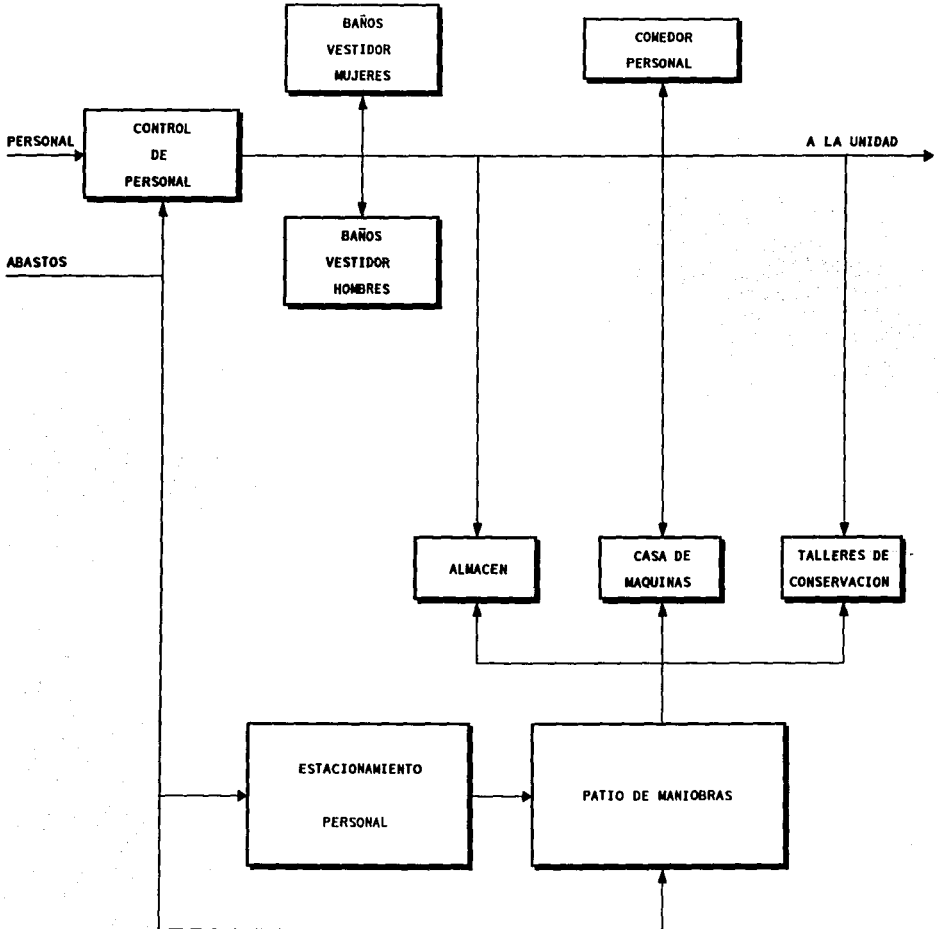 BAÑOS
VESTIDOR
MUJERES
COMEDOR
PERSONAL
PERSONAL
CONTROL
DE
PERSONAL
A LA UNIDAD
ABASTOS
BAÑOS
VESTIDOR
HOMBRES
ALMACEN
CASA DE
MAQUINAS
TALLERES DE
CONSERVACION
ESTACIONAMIENTO
PERSONAL
PATIO DE MANIOBRAS